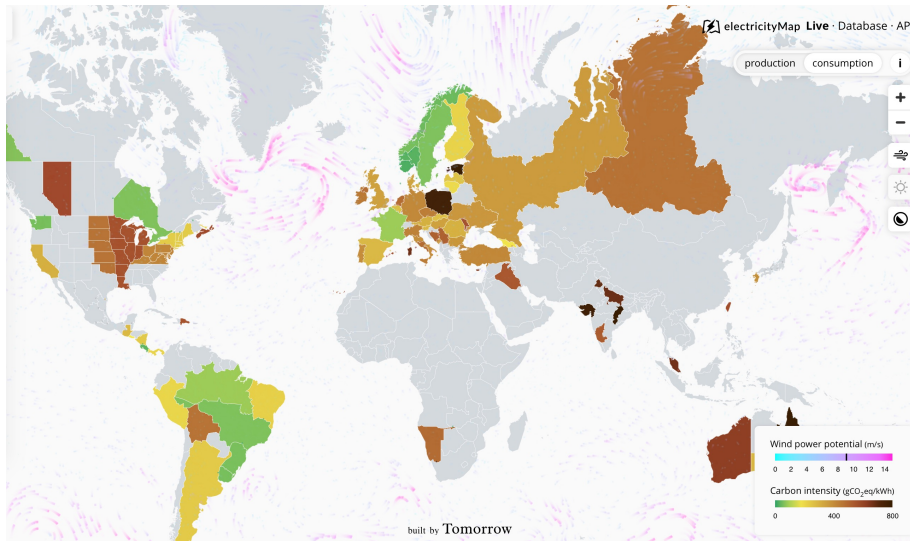 electricityMap Live · Database · AP
production consumption i
+
−
Wind power potential (m/s)
0 2 4 6 8 10 12 14
Carbon intensity (gCO₂eq/kWh)
0 400 800
built by Tomorrow